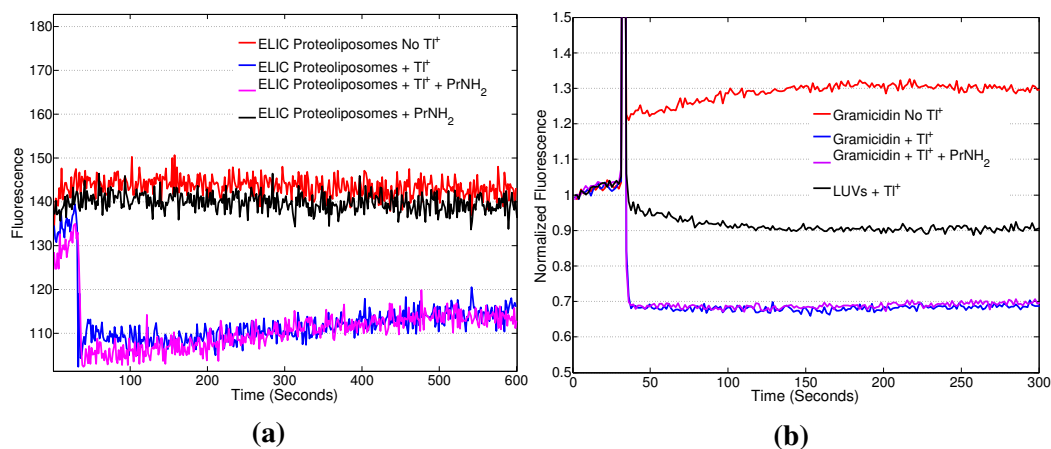 Fluorescence
180
170
160
150
140
130
120
110
ELIC Proteoliposomes No Tl⁺
ELIC Proteoliposomes + Tl⁺
ELIC Proteoliposomes + Tl⁺ + PrNH₂
ELIC Proteoliposomes + PrNH₂
100 200 300 400 500 600
Time (Seconds)
(a)
Normalized Fluorescence
1.5
1.4
1.3
1.2
1.1
1.0
0.9
0.8
0.7
0.6
0.5
Gramicidin No Tl⁺
Gramicidin + Tl⁺
Gramicidin + Tl⁺ + PrNH₂
LUVs + Tl⁺
0 50 100 150 200 250 300
Time (Seconds)
(b)